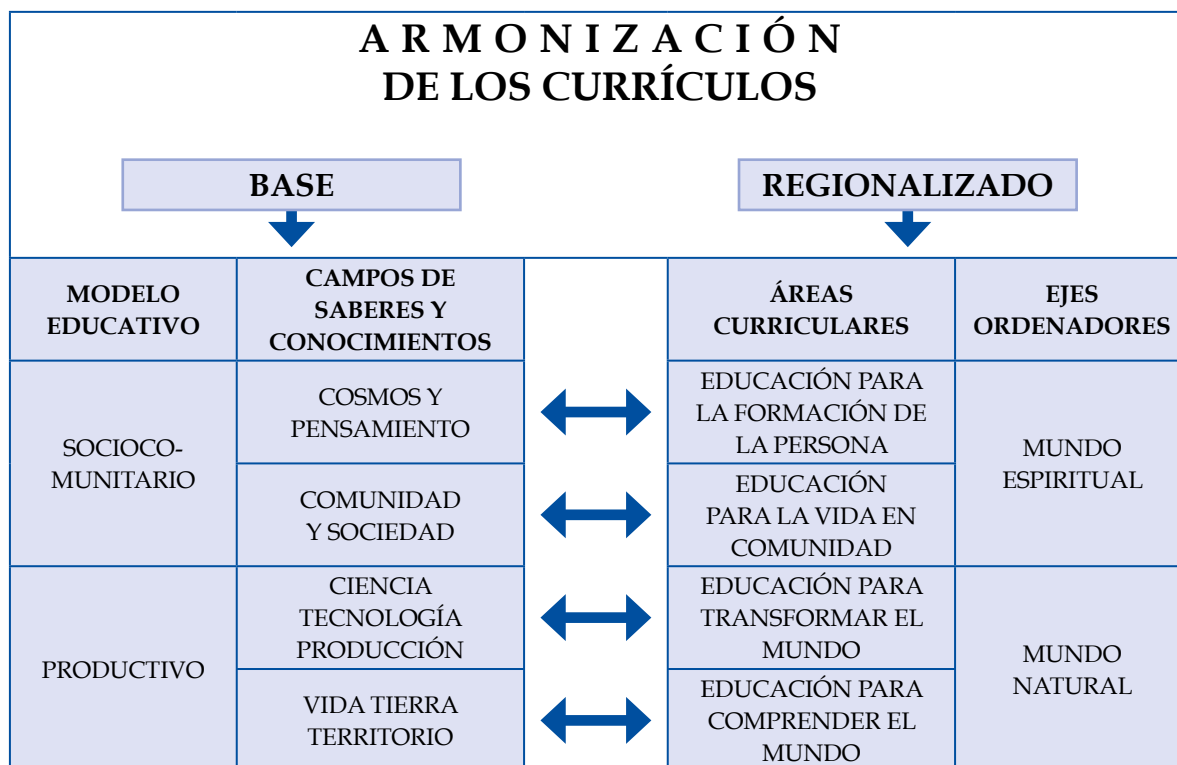 A R M O N I Z A C I Ó N
DE LOS CURRÍCULOS
BASE
REGIONALIZADO
MODELO
EDUCATIVO
CAMPOS DE
SABERES Y
CONOCIMIENTOS
ÁREAS
CURRICULARES
EJES
ORDENADORES
SOCIOCO-
MUNITARIO
COSMOS Y
PENSAMIENTO
EDUCACIÓN PARA
LA FORMACIÓN DE
LA PERSONA
MUNDO
ESPIRITUAL
COMUNIDAD
Y SOCIEDAD
EDUCACIÓN
PARA LA VIDA EN
COMUNIDAD
PRODUCTIVO
CIENCIA
TECNOLOGÍA
PRODUCCIÓN
EDUCACIÓN PARA
TRANSFORMAR EL
MUNDO
MUNDO
NATURAL
VIDA TIERRA
TERRITORIO
EDUCACIÓN PARA
COMPRENDER EL
MUNDO